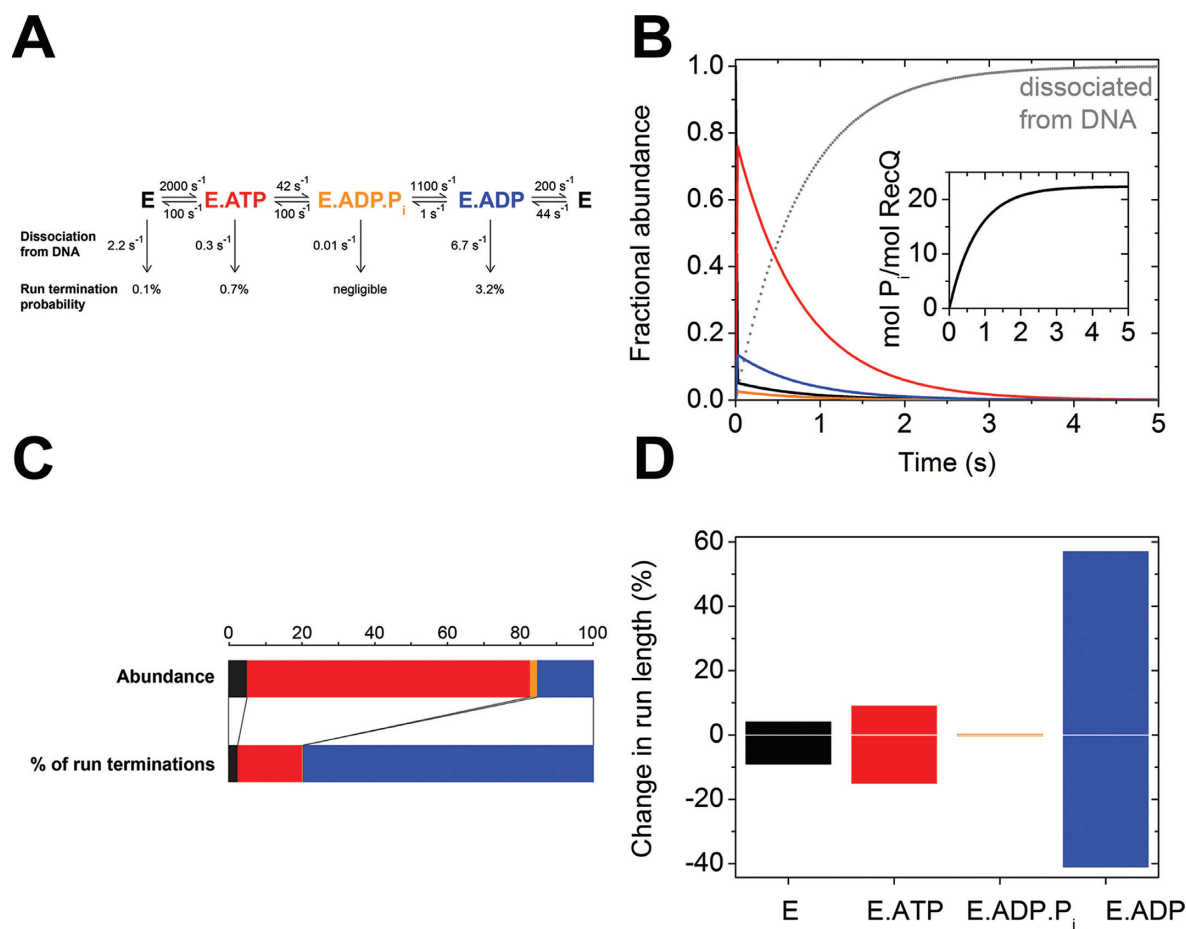 A
2000 s-1 42 s-1 1100 s-1 200 s-1
E E.ATP E.ADP.Pi E.ADP E
100 s-1 100 s-1 1 s-1 44 s-1
Dissociation
from DNA
2.2 s-1 0.3 s-1 0.01 s-1 6.7 s-1
Run termination
probability
0.1% 0.7% negligible 3.2%
B
Fractional abundance
1.0
0.8
0.6
0.4
0.2
0.0
0 1 2 3 4 5
Time (s)
dissociated
from DNA
mol Pi/mol RecQ
20
10
0
0 1 2 3 4 5
C
0 20 40 60 80 100
Abundance
% of run terminations
D
Change in run length (%)
60
40
20
0
-20
-40
E E.ATP E.ADP.Pi E.ADP